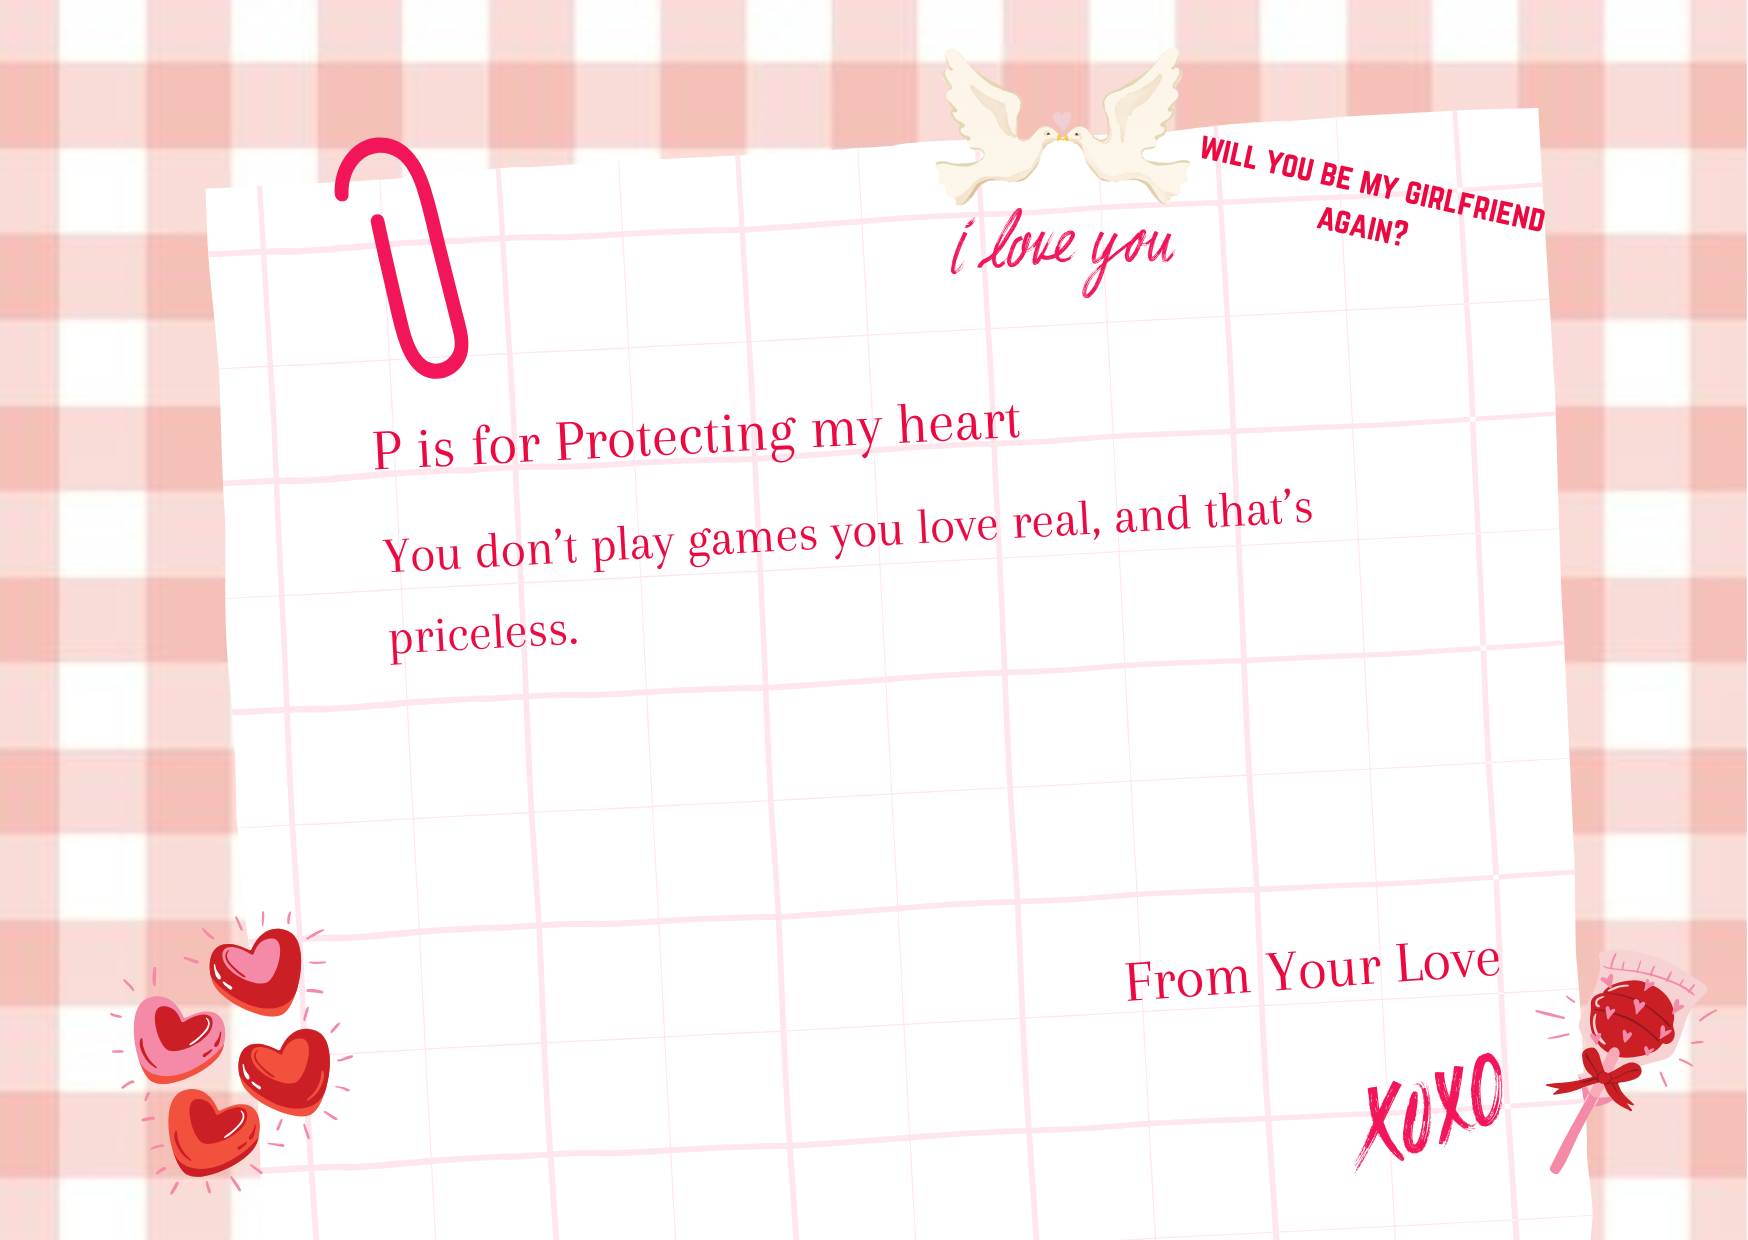 WILL YOU BE MY GIRLFRIEND
AGAIN?
i love you
P is for Protecting my heart
You don’t play games you love real, and that’s
priceless.
From Your Love
XOXO